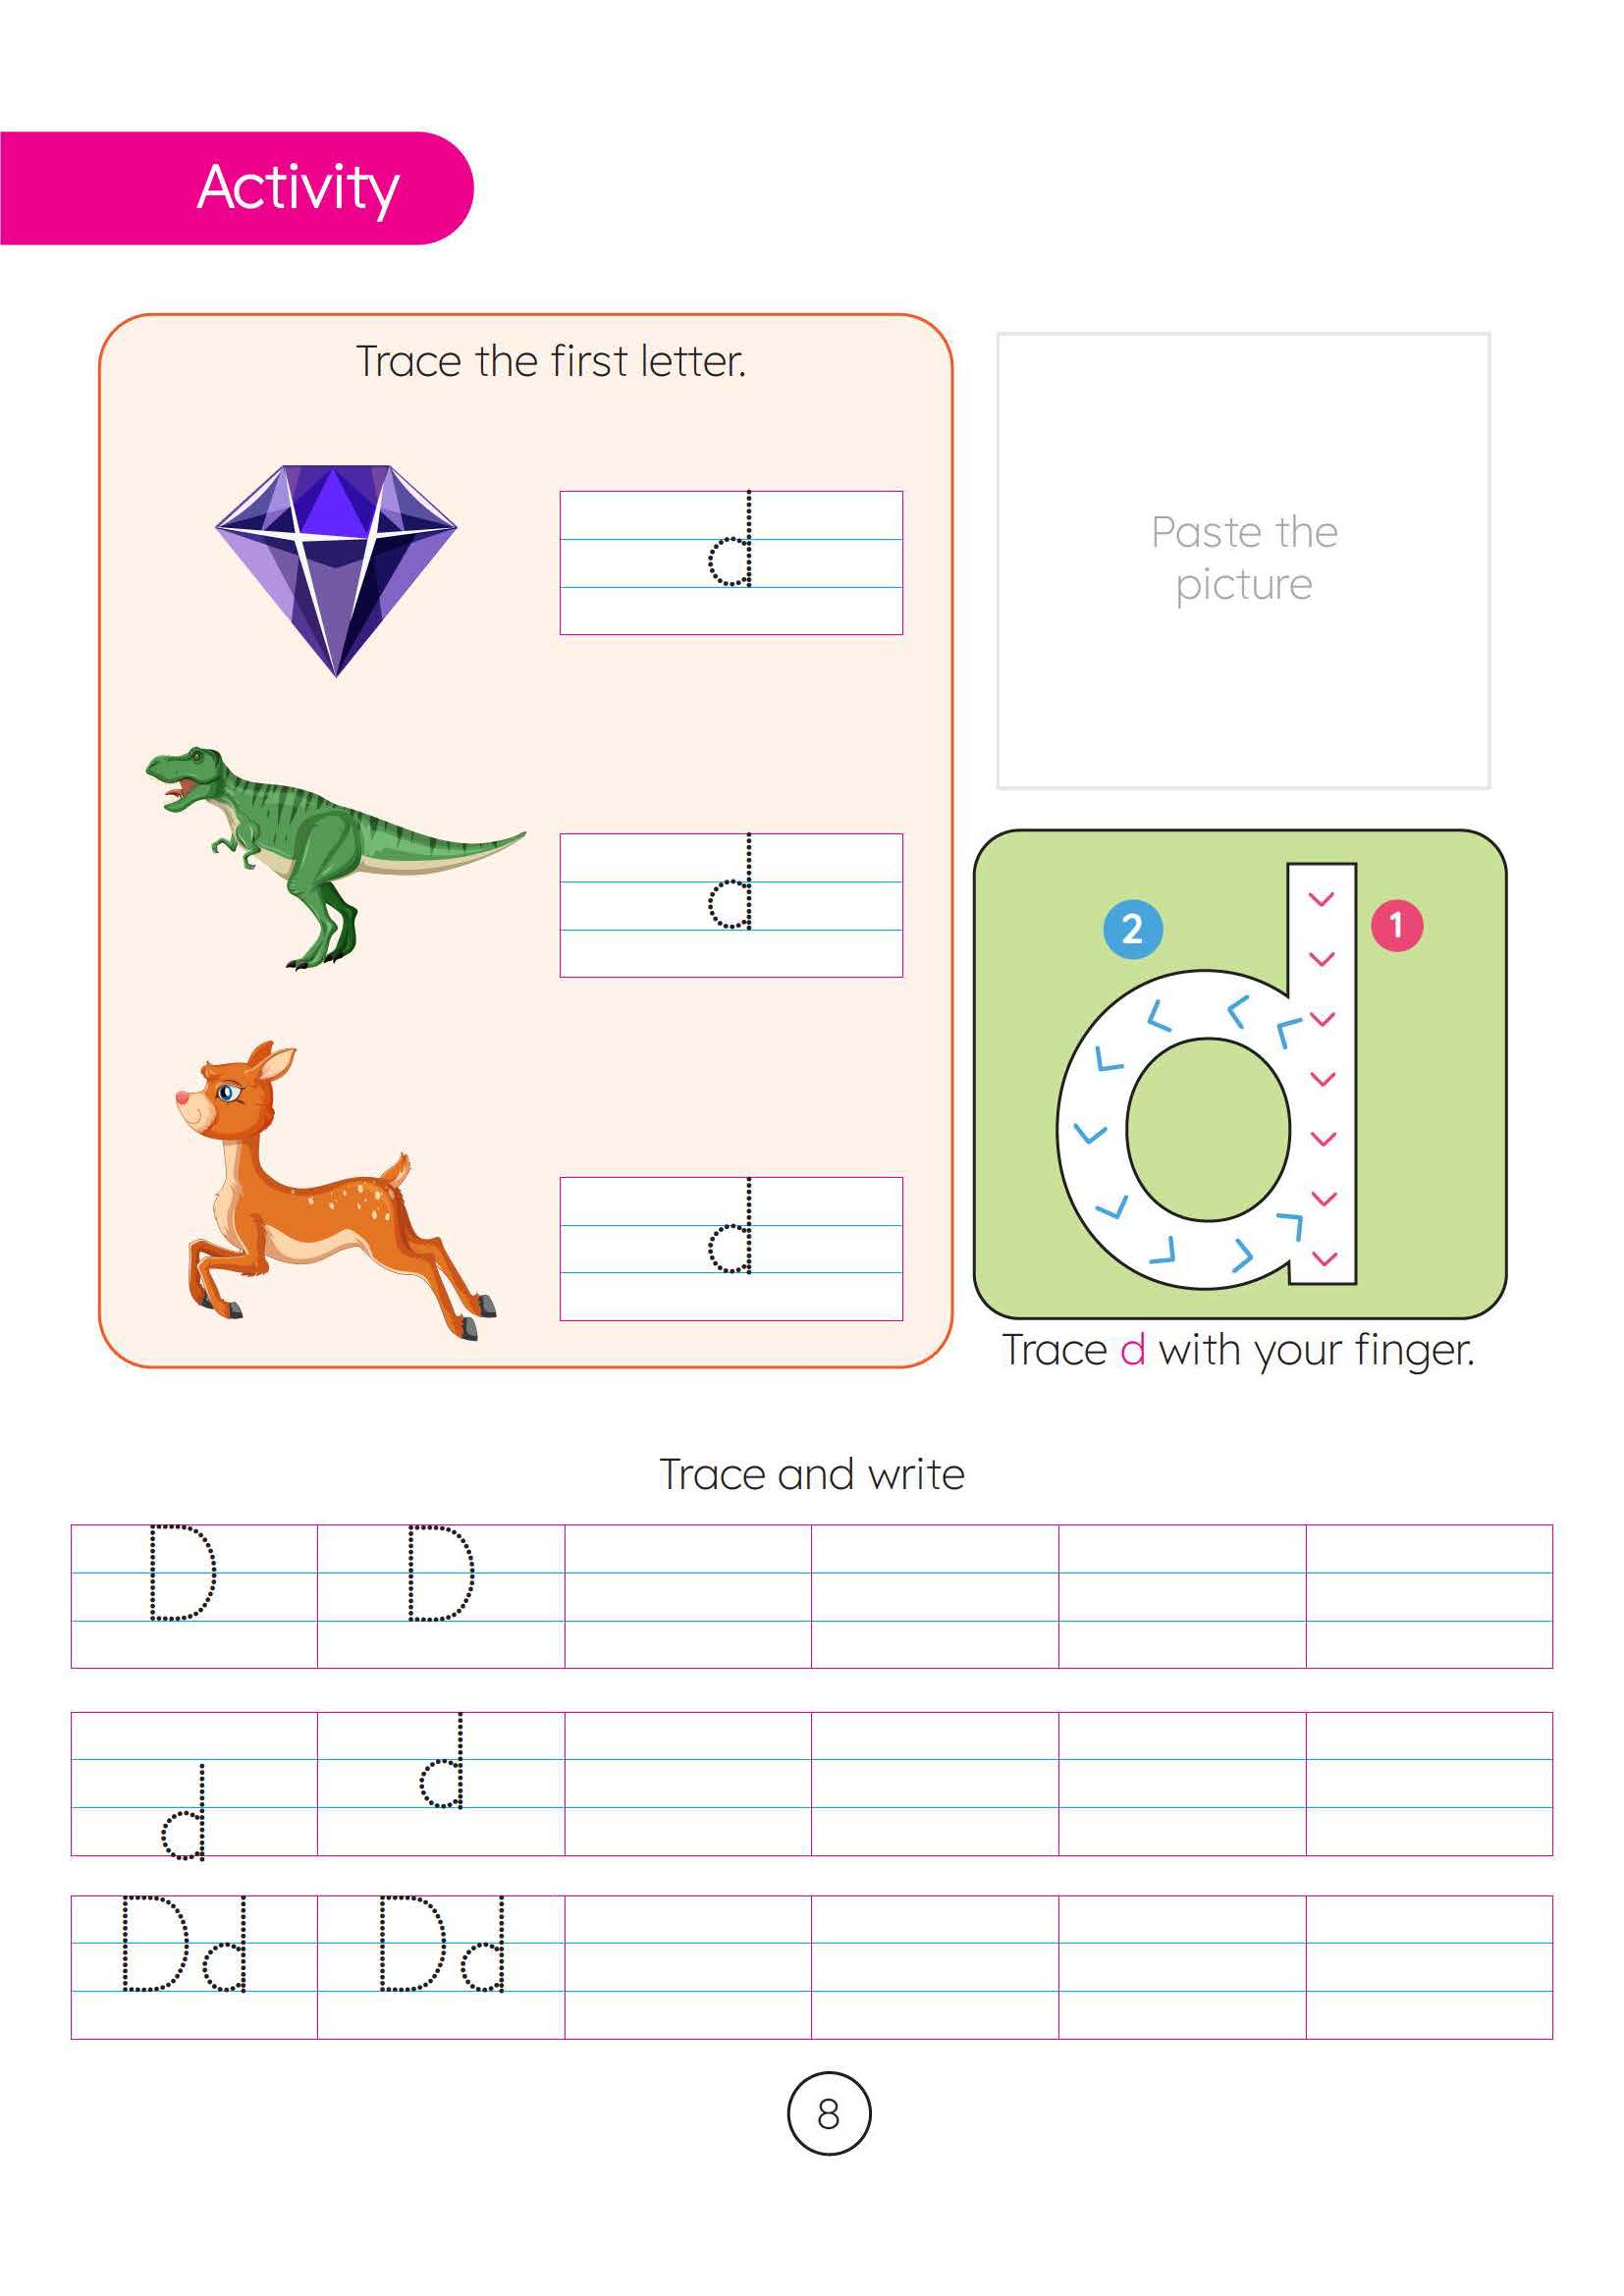 Activity
Trace the first letter.
d
d
d
Paste the
picture
2
1
d
Trace d with your finger.
Trace and write
D D
d d
Dd Dd
8